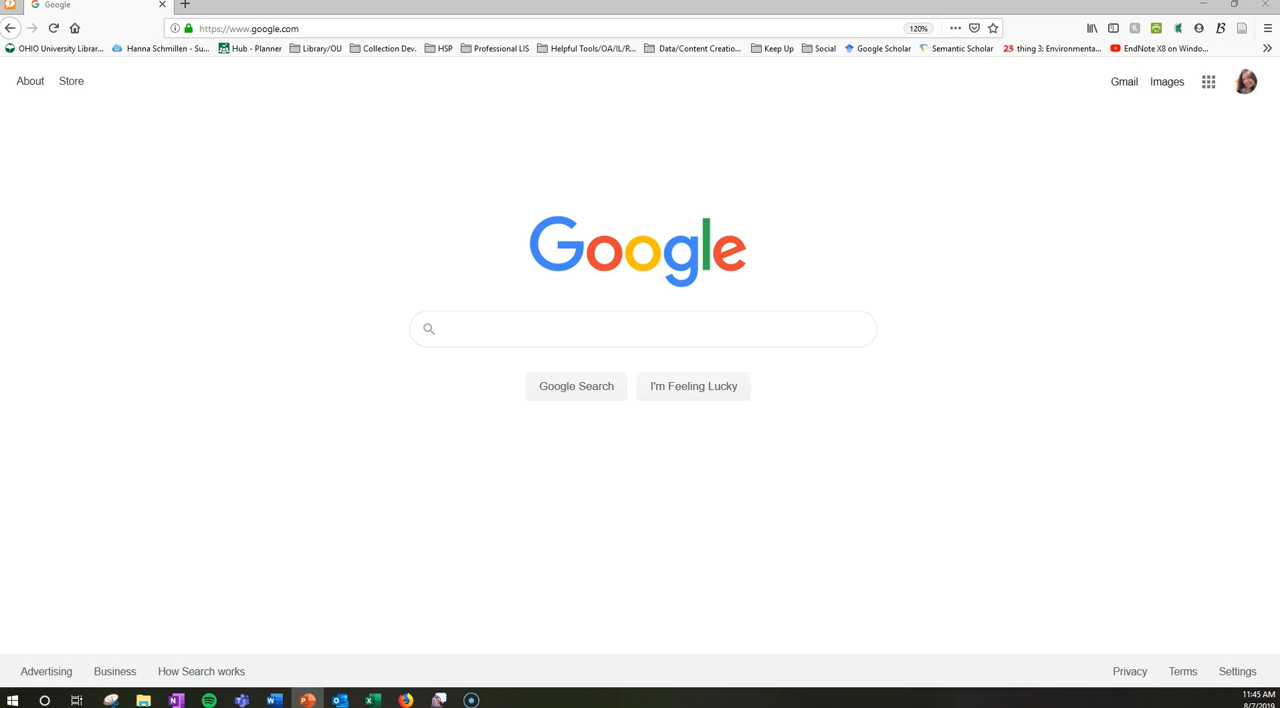 Google
https://www.google.com
120%
OHIO University Librar...
Hanna Schmillen - Su...
Hub - Planner
Library/OU
Collection Dev.
HSP
Professional LIS
Helpful Tools/OA/IL/R...
Data/Content Creatio...
Keep Up
Social
Google Scholar
Semantic Scholar
23 thing 3: Environmenta...
EndNote X8 on Windo...
About
Store
Gmail
Images
Google
Google Search
I'm Feeling Lucky
Advertising
Business
How Search works
Privacy
Terms
Settings
11:45 AM
8/7/2019